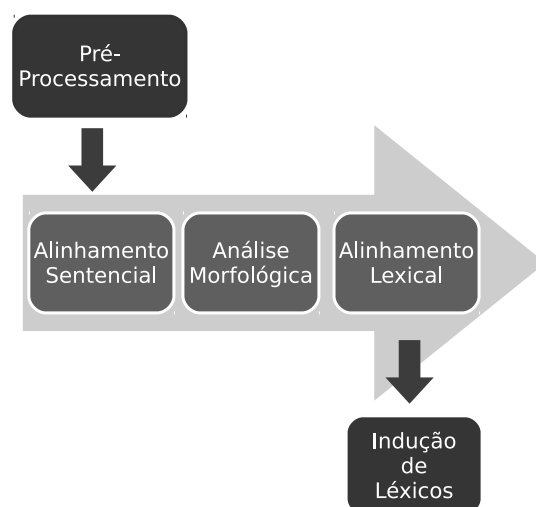 Pré-
Processamento
Alinhamento
Sentencial
Análise
Morfológica
Alinhamento
Lexical
Indução
de
Léxicos